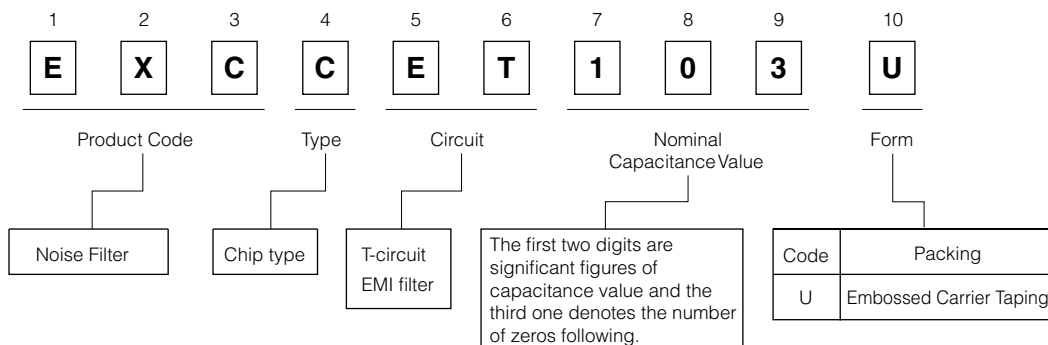 1 2 3 4 5 6 7 8 9 10
E X C C E T 1 0 3 U
Product Code Type Circuit Nominal Capacitance Value Form
Noise Filter
Chip type
T-circuit
EMI filter
The first two digits are
significant figures of
capacitance value and the
third one denotes the number
of zeros following.
Code Packing
U Embossed Carrier Taping